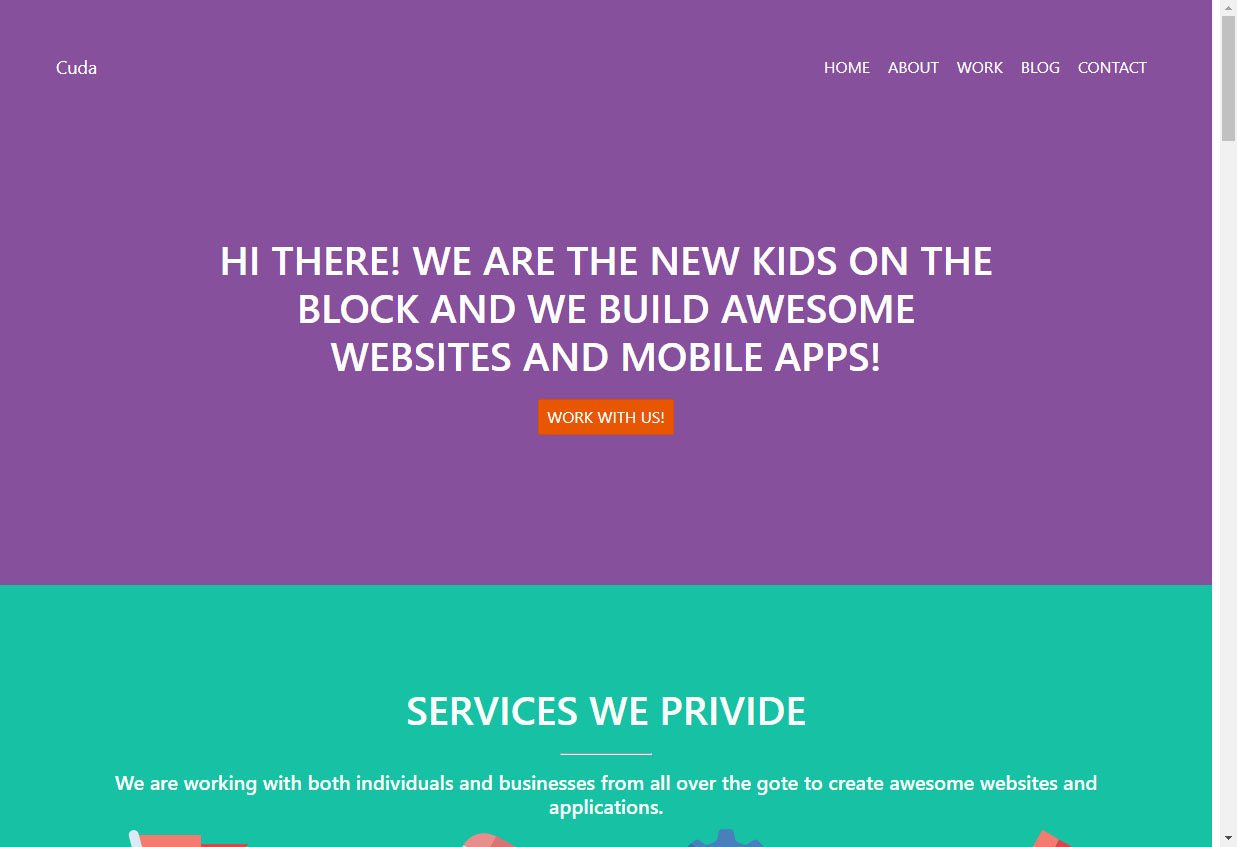 Cuda
HOME ABOUT WORK BLOG CONTACT
HI THERE! WE ARE THE NEW KIDS ON THE
BLOCK AND WE BUILD AWESOME
WEBSITES AND MOBILE APPS!
WORK WITH US!
SERVICES WE PRIVIDE
We are working with both individuals and businesses from all over the gote to create awesome websites and
applications.